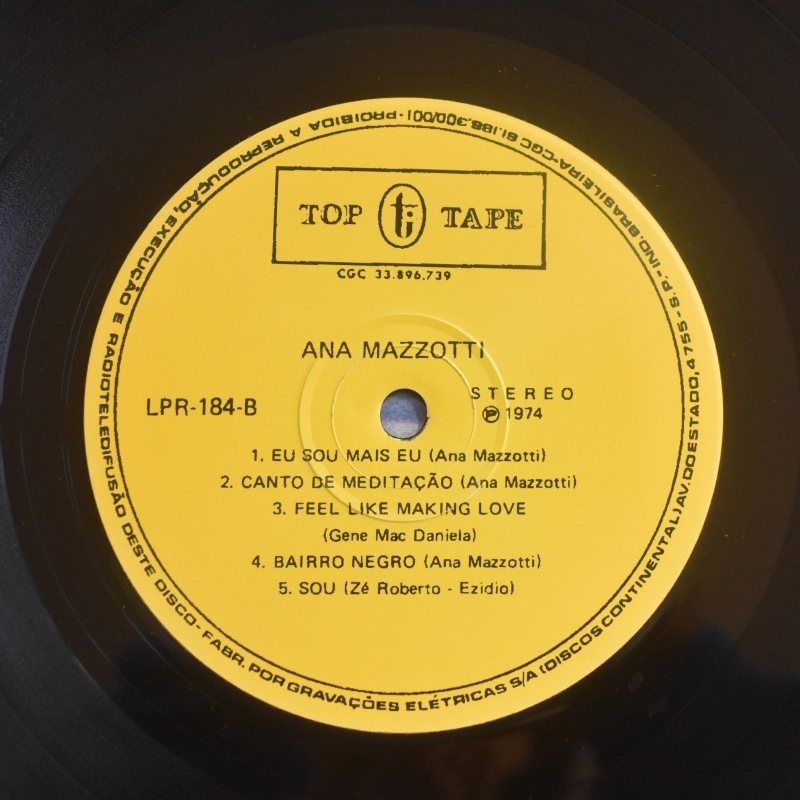 TOP ti TAPE
CGC 33.896.739
ANA MAZZOTTI
LPR-184-B
STEREO
℗ 1974
1. EU SOU MAIS EU (Ana Mazzotti)
2. CANTO DE MEDITAÇÃO (Ana Mazzotti)
3. FEEL LIKE MAKING LOVE
(Gene Mac Daniela)
4. BAIRRO NEGRO (Ana Mazzotti)
5. SOU (Zé Roberto - Ezidio)
PROIBIDA A REPRODUÇÃO, EXECUÇÃO E RADIOTELEDIFUSÃO DESTE DISCO - FABR. POR GRAVAÇÕES ELÉTRICAS S/A (DISCOS CONTINENTAL) AV. DO ESTADO, 4755 - S.P. - IND. BRASILEIRA - CGC 61.186.300/001 -